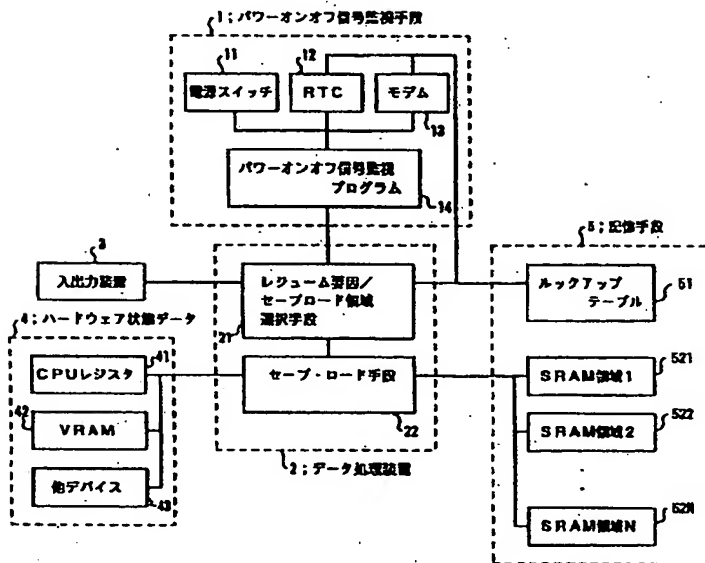 1;パワーオンオフ信号監視手段
11
12
電源スイッチ
RTC
モデム
13
パワーオンオフ信号監視
プログラム
14
3
入出力装置
レジューム要因/
セーブロード領域
選択手段
21
5;記憶手段
ルックアップ
テーブル
51
4;ハードウェア状態データ
41
CPUレジスタ
セーブ・ロード手段
22
SRAM領域1
521
42
VRAM
SRAM領域2
522
2;データ処理装置
他デバイス
43
SRAM領域N
52N